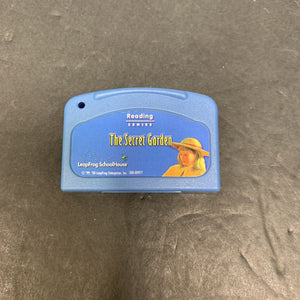 Reading
SERIES
The Secret Garden
LeapFrog SchoolHouse